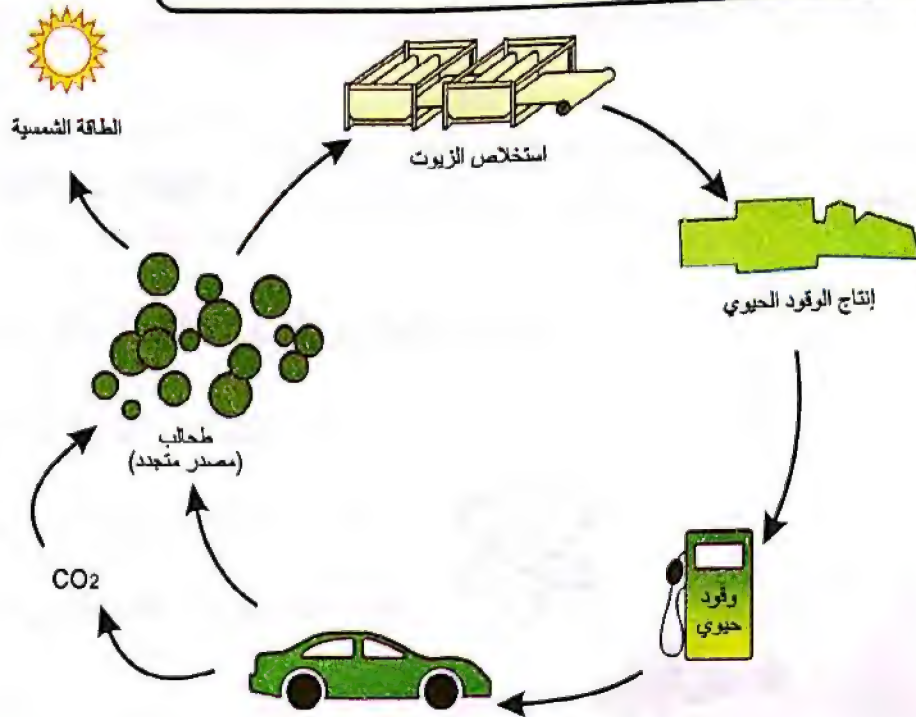 الطاقة الشمسية
استخلاص الزيوت
إنتاج الوقود الحيوي
وقود
حيوي
طحالب
(مصدر متجدد)
CO2